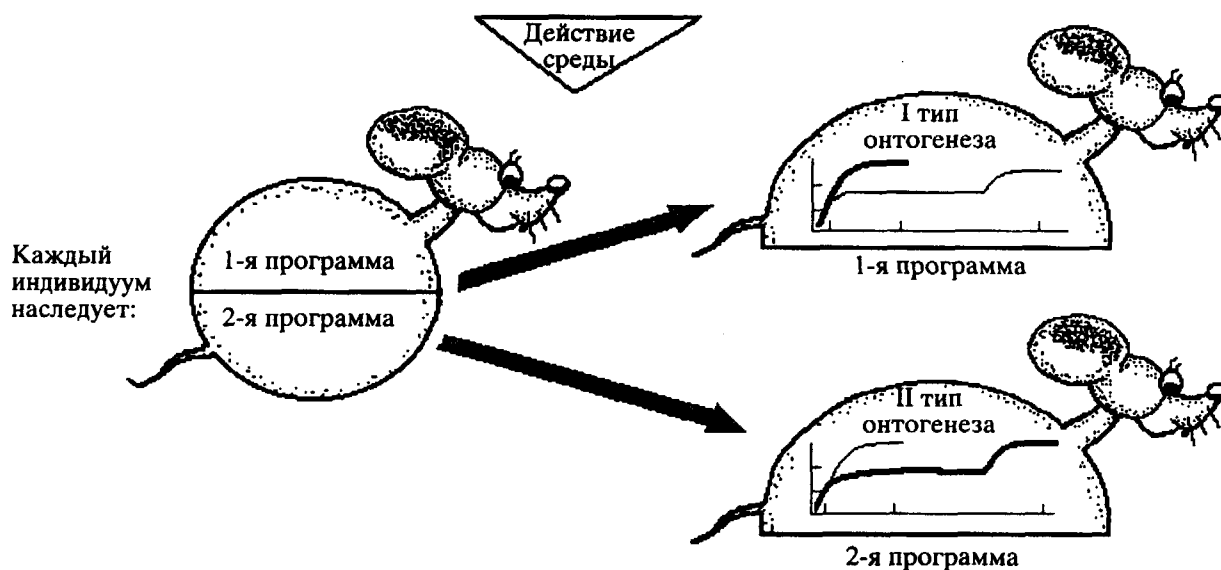 Действие
среды
Каждый
индивидуум
наследует:
1-я программа
2-я программа
I тип
онтогенеза
1-я программа
II тип
онтогенеза
2-я программа